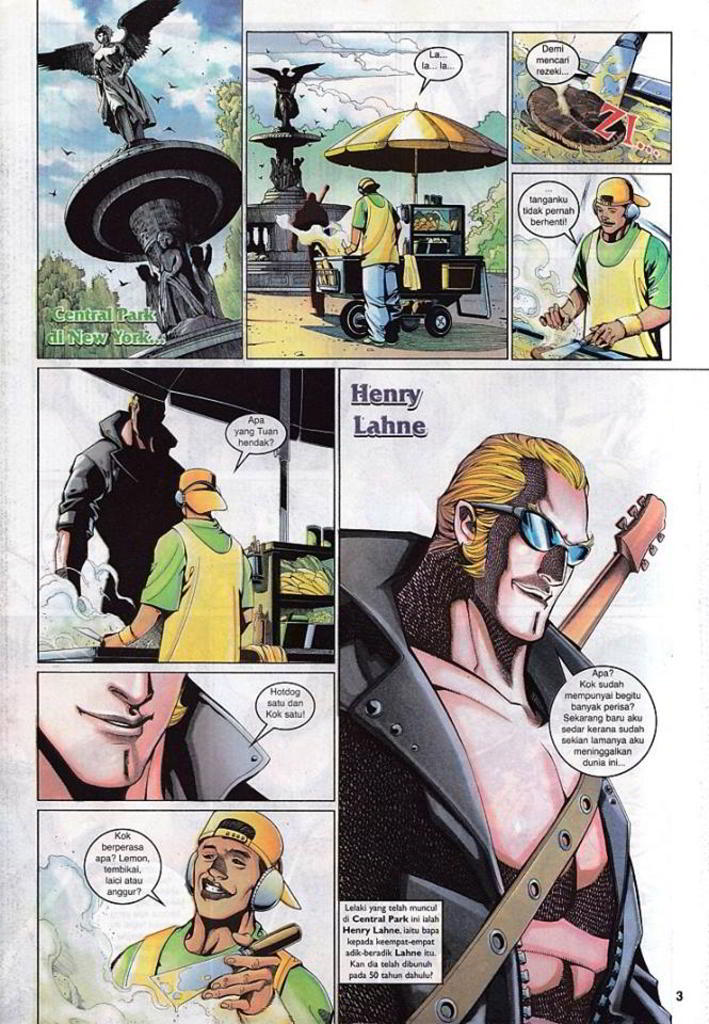 Central Park
di New York...
La...
la... la...
Demi
mencari
rezeki...
ZI...
...
tanganku
tidak pernah
berhenti!
Apa
yang Tuan
hendak?
Hotdog
satu dan
Kok satu!
Kok
berperasa
apa? Lemon,
tembikai,
laici atau
anggur?
Henry
Lahne
Apa?
Kok sudah
mempunyai begitu
banyak perisa?
Sekarang baru aku
sedar kerana sudah
sekian lamanya aku
meninggalkan
dunia ini...
Lelaki yang telah muncul
di Central Park ini ialah
Henry Lahne, iaitu bapa
kepada keempat-empat
adik-beradik Lahne itu.
Kan dia telah dibunuh
pada 50 tahun dahulu?
3